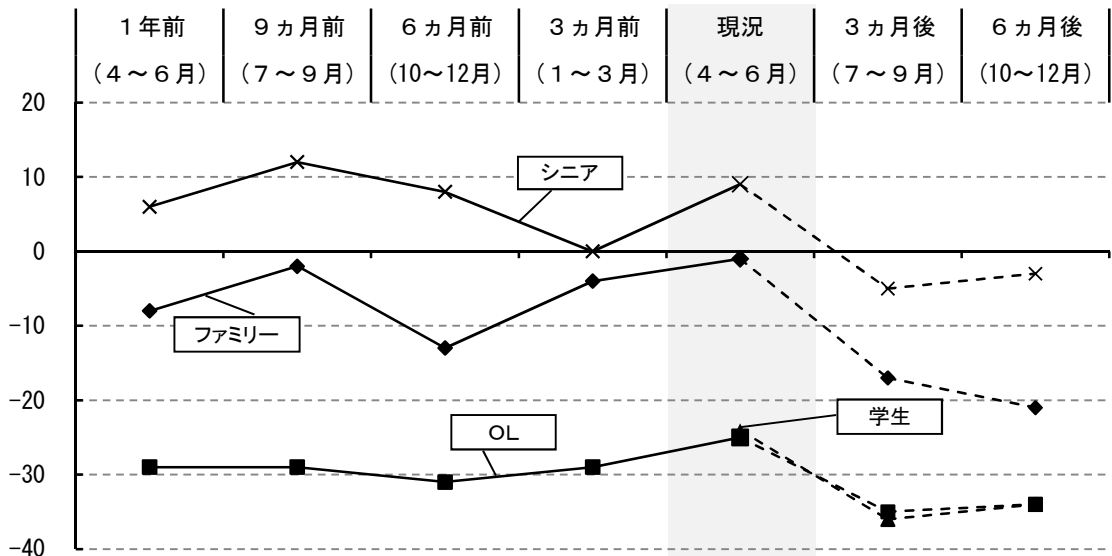 1年前 9ヵ月前 6ヵ月前 3ヵ月前 現況 3ヵ月後 6ヵ月後
(4～6月) (7～9月) (10～12月) (1～3月) (4～6月) (7～9月) (10～12月)
20
シニア
10
0
ファミリー
-10
-20
学生
OL
-30
-40